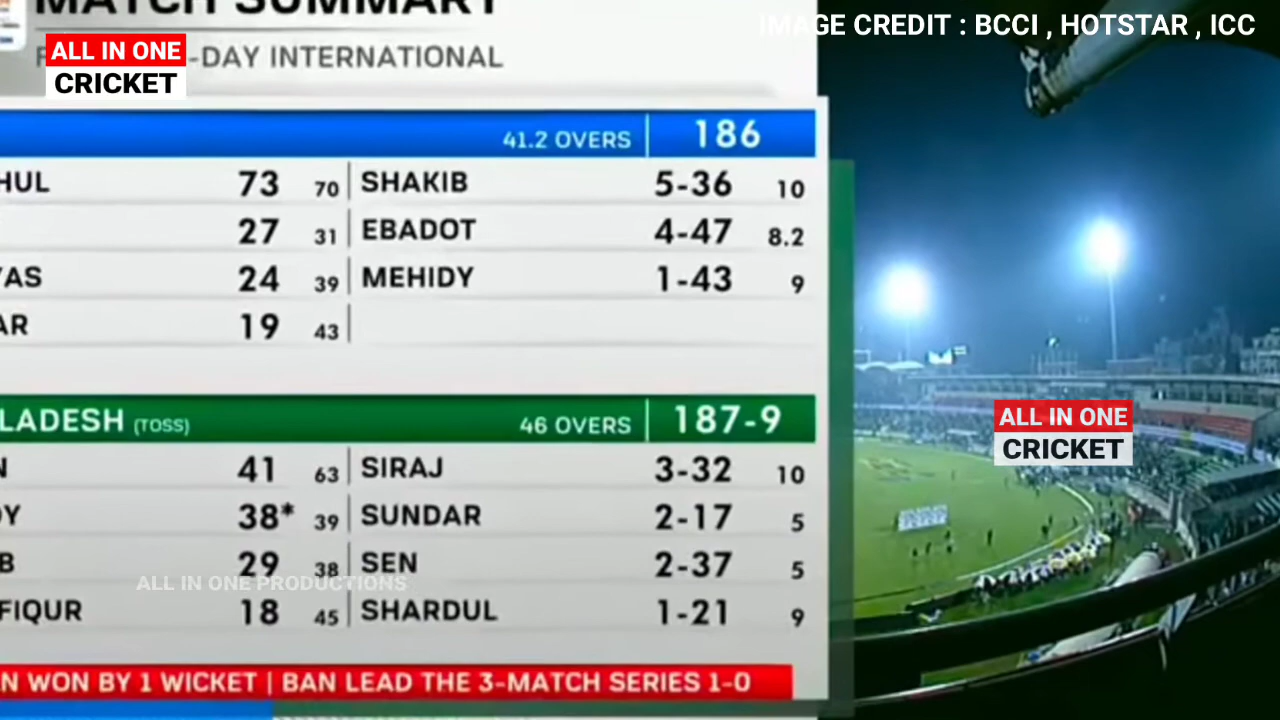 MATCH SUMMARY
IMAGE CREDIT : BCCI , HOTSTAR , ICC
ALL IN ONE
CRICKET
-DAY INTERNATIONAL
41.2 OVERS 186
HUL 73 70 SHAKIB 5-36 10
27 31 EBADOT 4-47 8.2
YAS 24 39 MEHIDY 1-43 9
AR 19 43
LADESH (TOSS) 46 OVERS 187-9
N 41 63 SIRAJ 3-32 10
DY 38* 39 SUNDAR 2-17 5
B 29 38 SEN 2-37 5
ALL IN ONE PRODUCTIONS
FIQUR 18 45 SHARDUL 1-21 9
AN WON BY 1 WICKET | BAN LEAD THE 3-MATCH SERIES 1-0
ALL IN ONE
CRICKET